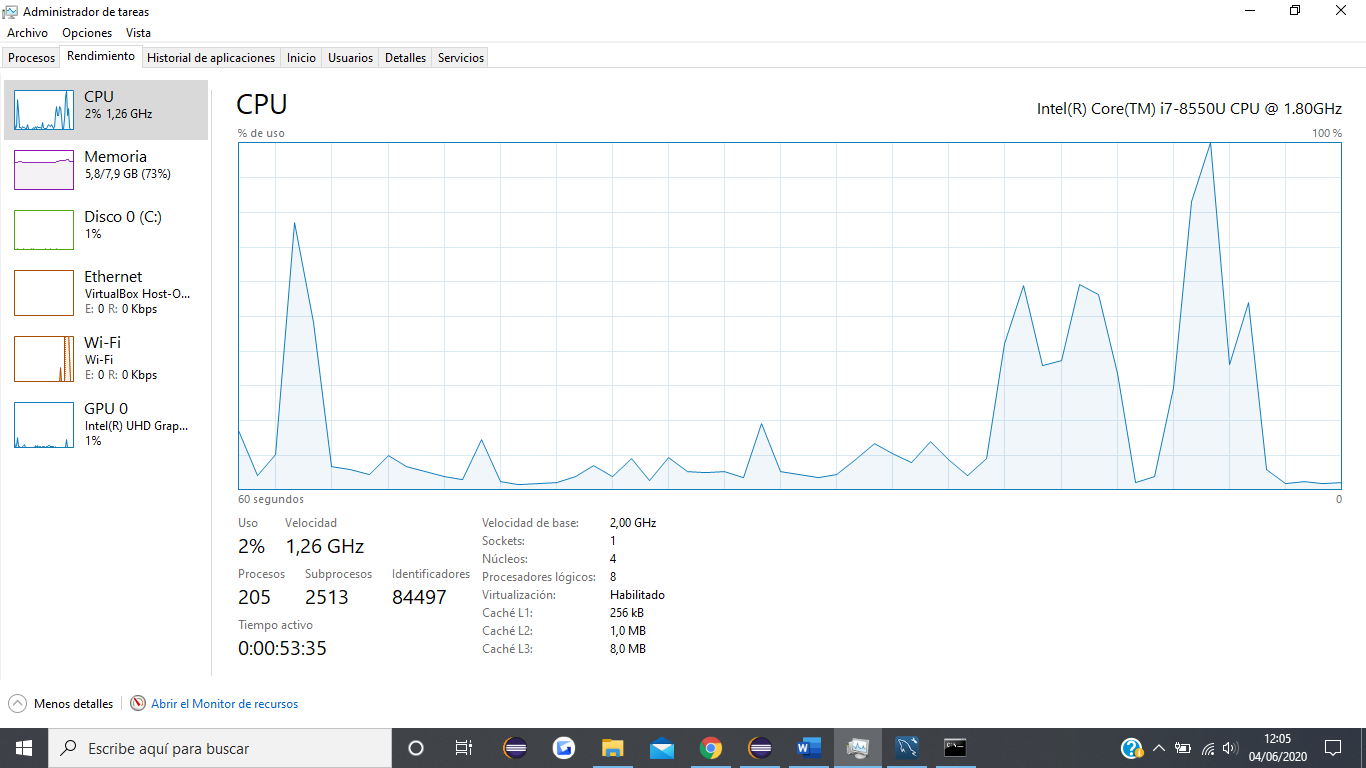 Administrador de tareas
Archivo Opciones Vista
Procesos Rendimiento Historial de aplicaciones Inicio Usuarios Detalles Servicios
CPU
2% 1,26 GHz
Memoria
5,8/7,9 GB (73%)
Disco 0 (C:)
1%
Ethernet
VirtualBox Host-O...
E: 0 R: 0 Kbps
Wi-Fi
Wi-Fi
E: 0 R: 0 Kbps
GPU 0
Intel(R) UHD Grap...
1%
CPU
Intel(R) Core(TM) i7-8550U CPU @ 1.80GHz
% de uso
100 %
60 segundos
0
Uso Velocidad
2% 1,26 GHz
Procesos Subprocesos Identificadores
205 2513 84497
Tiempo activo
0:00:53:35
Velocidad de base: 2,00 GHz
Sockets: 1
Núcleos: 4
Procesadores lógicos: 8
Virtualización: Habilitado
Caché L1: 256 kB
Caché L2: 1,0 MB
Caché L3: 8,0 MB
Menos detalles
Abrir el Monitor de recursos
Escribe aquí para buscar
12:05
04/06/2020